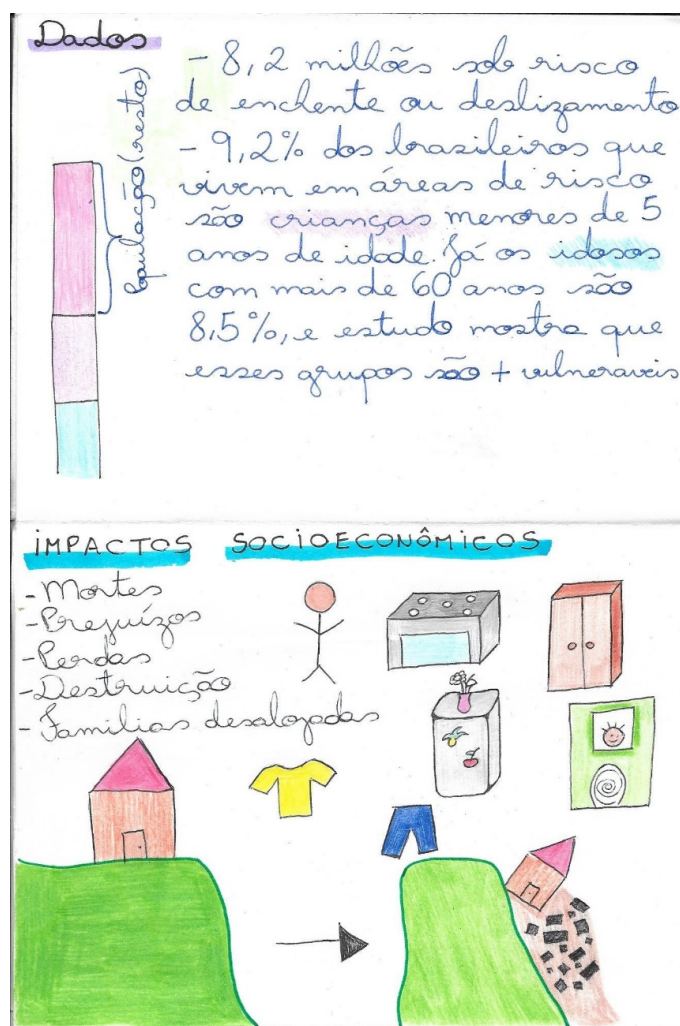 Dados
População (resto)
- 8,2 milhões sob risco
de enchente ou deslizamento
- 9,2% dos brasileiros que
vivem em áreas de risco
são crianças menores de 5
anos de idade. Já os idosos
com mais de 60 anos são
8,5%, e estudo mostra que
esses grupos são + vulneraveis
IMPACTOS SOCIOECONÔMICOS
- Mortes
- Prejuízos
- Perdas
- Destruição
- Familias desalojadas